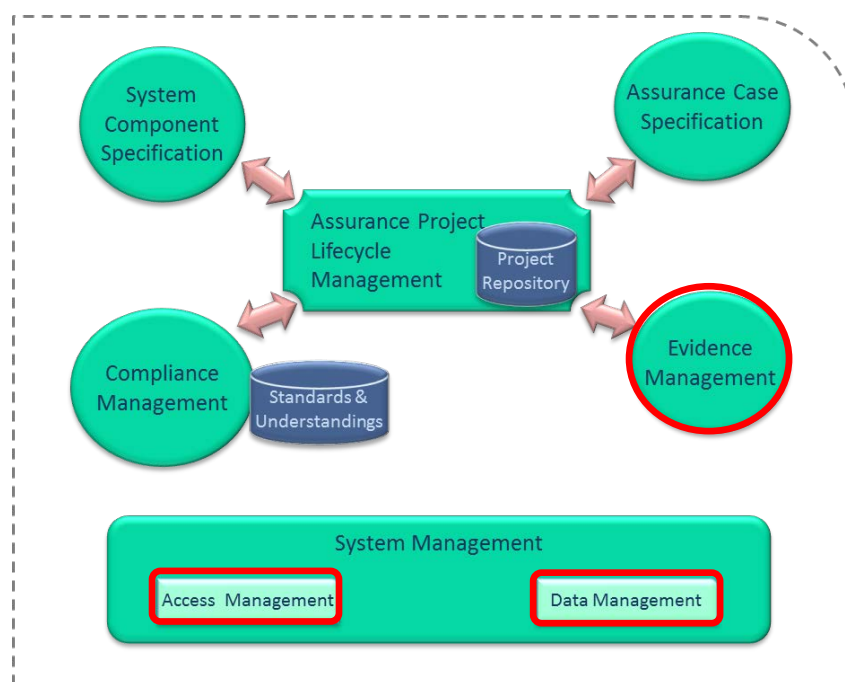 System
Component
Specification
Assurance Case
Specification
Assurance Project
Lifecycle
Management
Project
Repository
Compliance
Management
Standards &
Understandings
Evidence
Management
System Management
Access Management
Data Management